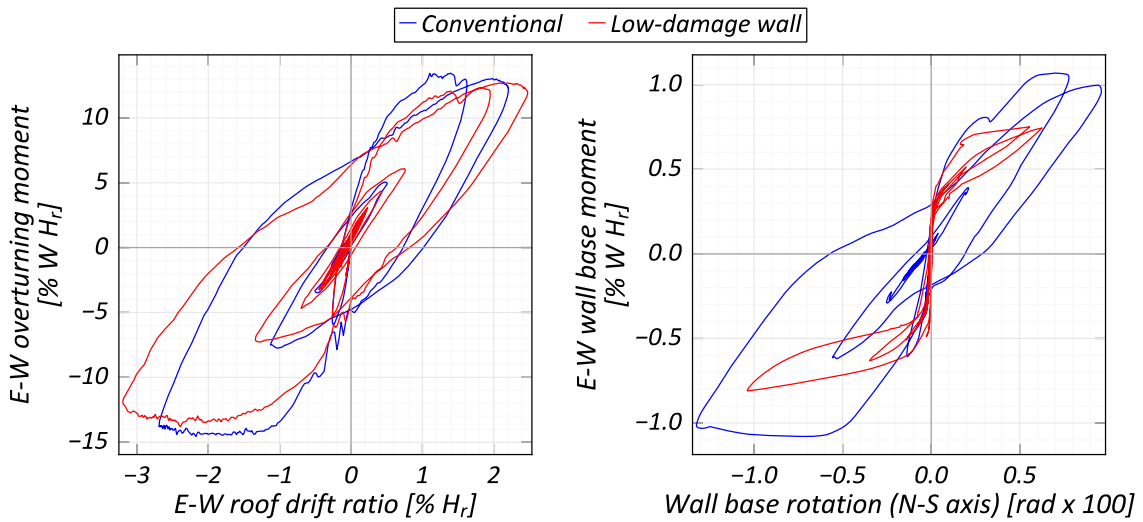 Conventional Low-damage wall
E-W overturning moment
[% W Hr]
10
5
0
−5
−10
−15
−3 −2 −1 0 1 2
E-W roof drift ratio [% Hr]
E-W wall base moment
[% W Hr]
1.0
0.5
0.0
−0.5
−1.0
−1.0 −0.5 0.0 0.5
Wall base rotation (N-S axis) [rad x 100]